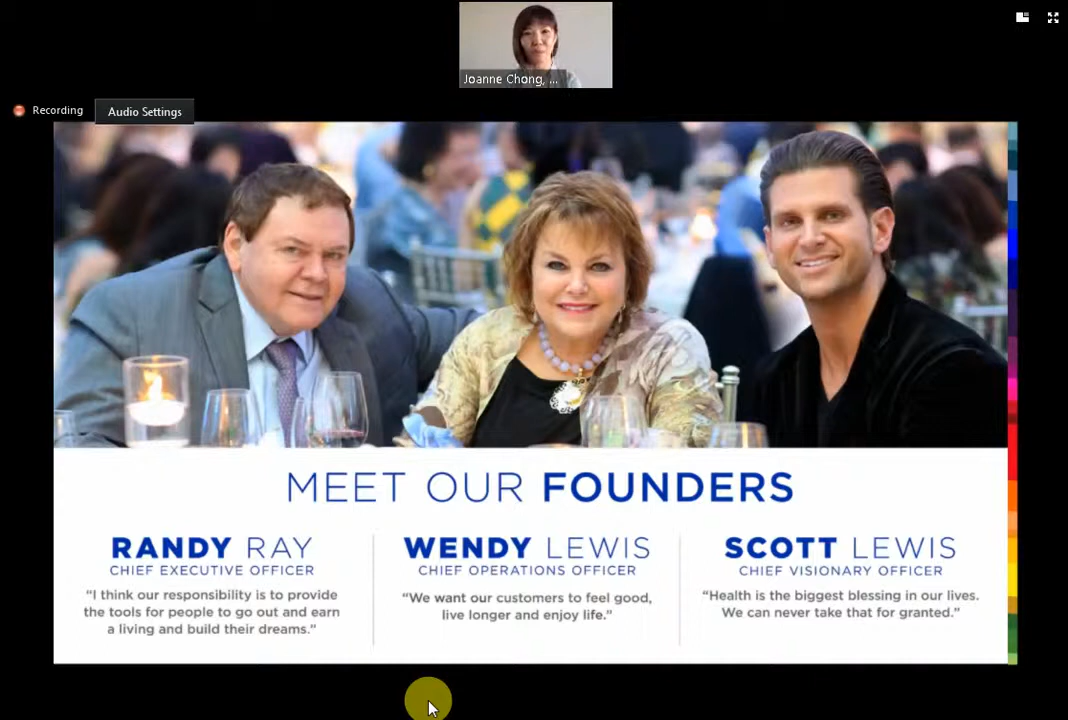 Joanne Chong, ...
Recording
Audio Settings
MEET OUR FOUNDERS
RANDY RAY
CHIEF EXECUTIVE OFFICER
“I think our responsibility is to provide
the tools for people to go out and earn
a living and build their dreams.”
WENDY LEWIS
CHIEF OPERATIONS OFFICER
“We want our customers to feel good,
live longer and enjoy life.”
SCOTT LEWIS
CHIEF VISIONARY OFFICER
“Health is the biggest blessing in our lives.
We can never take that for granted.”